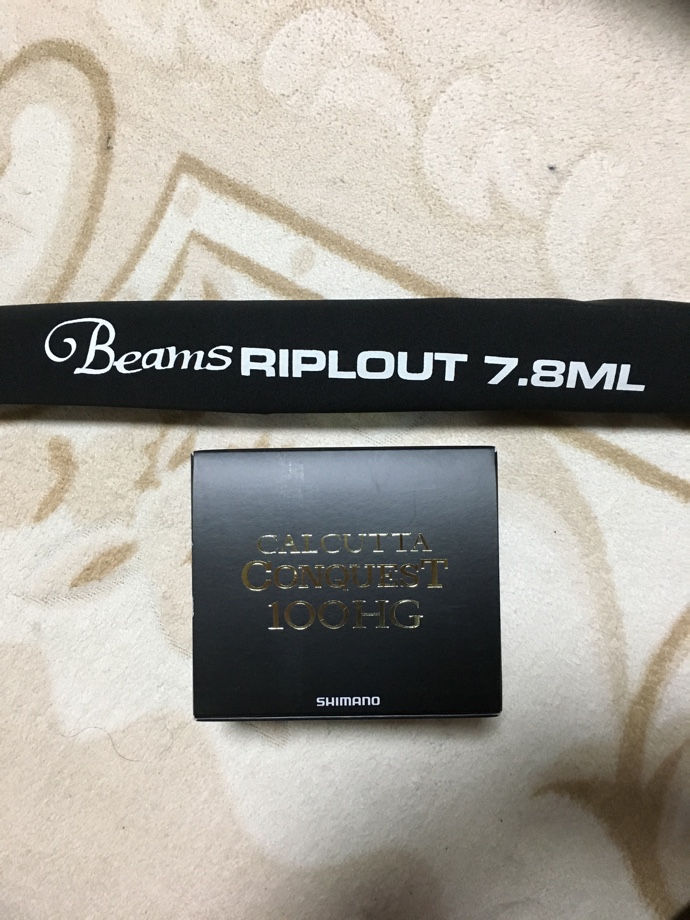 Beams RIPLOUT 7.8ML
CALCUTTA
CONQUEST
100HG
SHIMANO